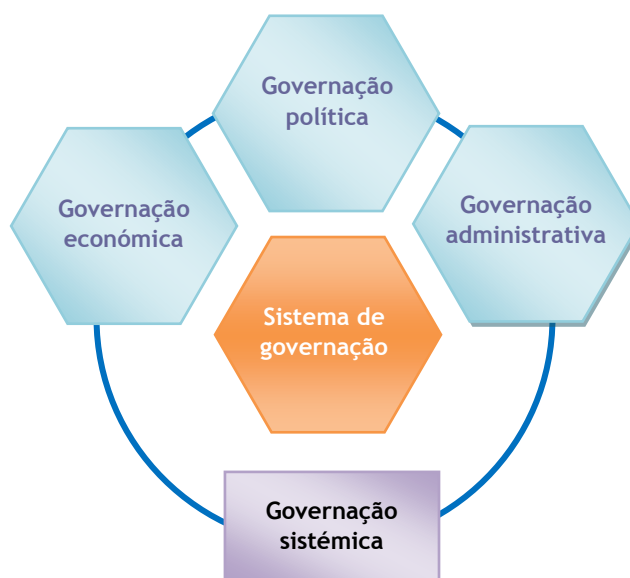 Governação
política
Governação
económica
Governação
administrativa
Sistema de
governação
Governação
sistémica